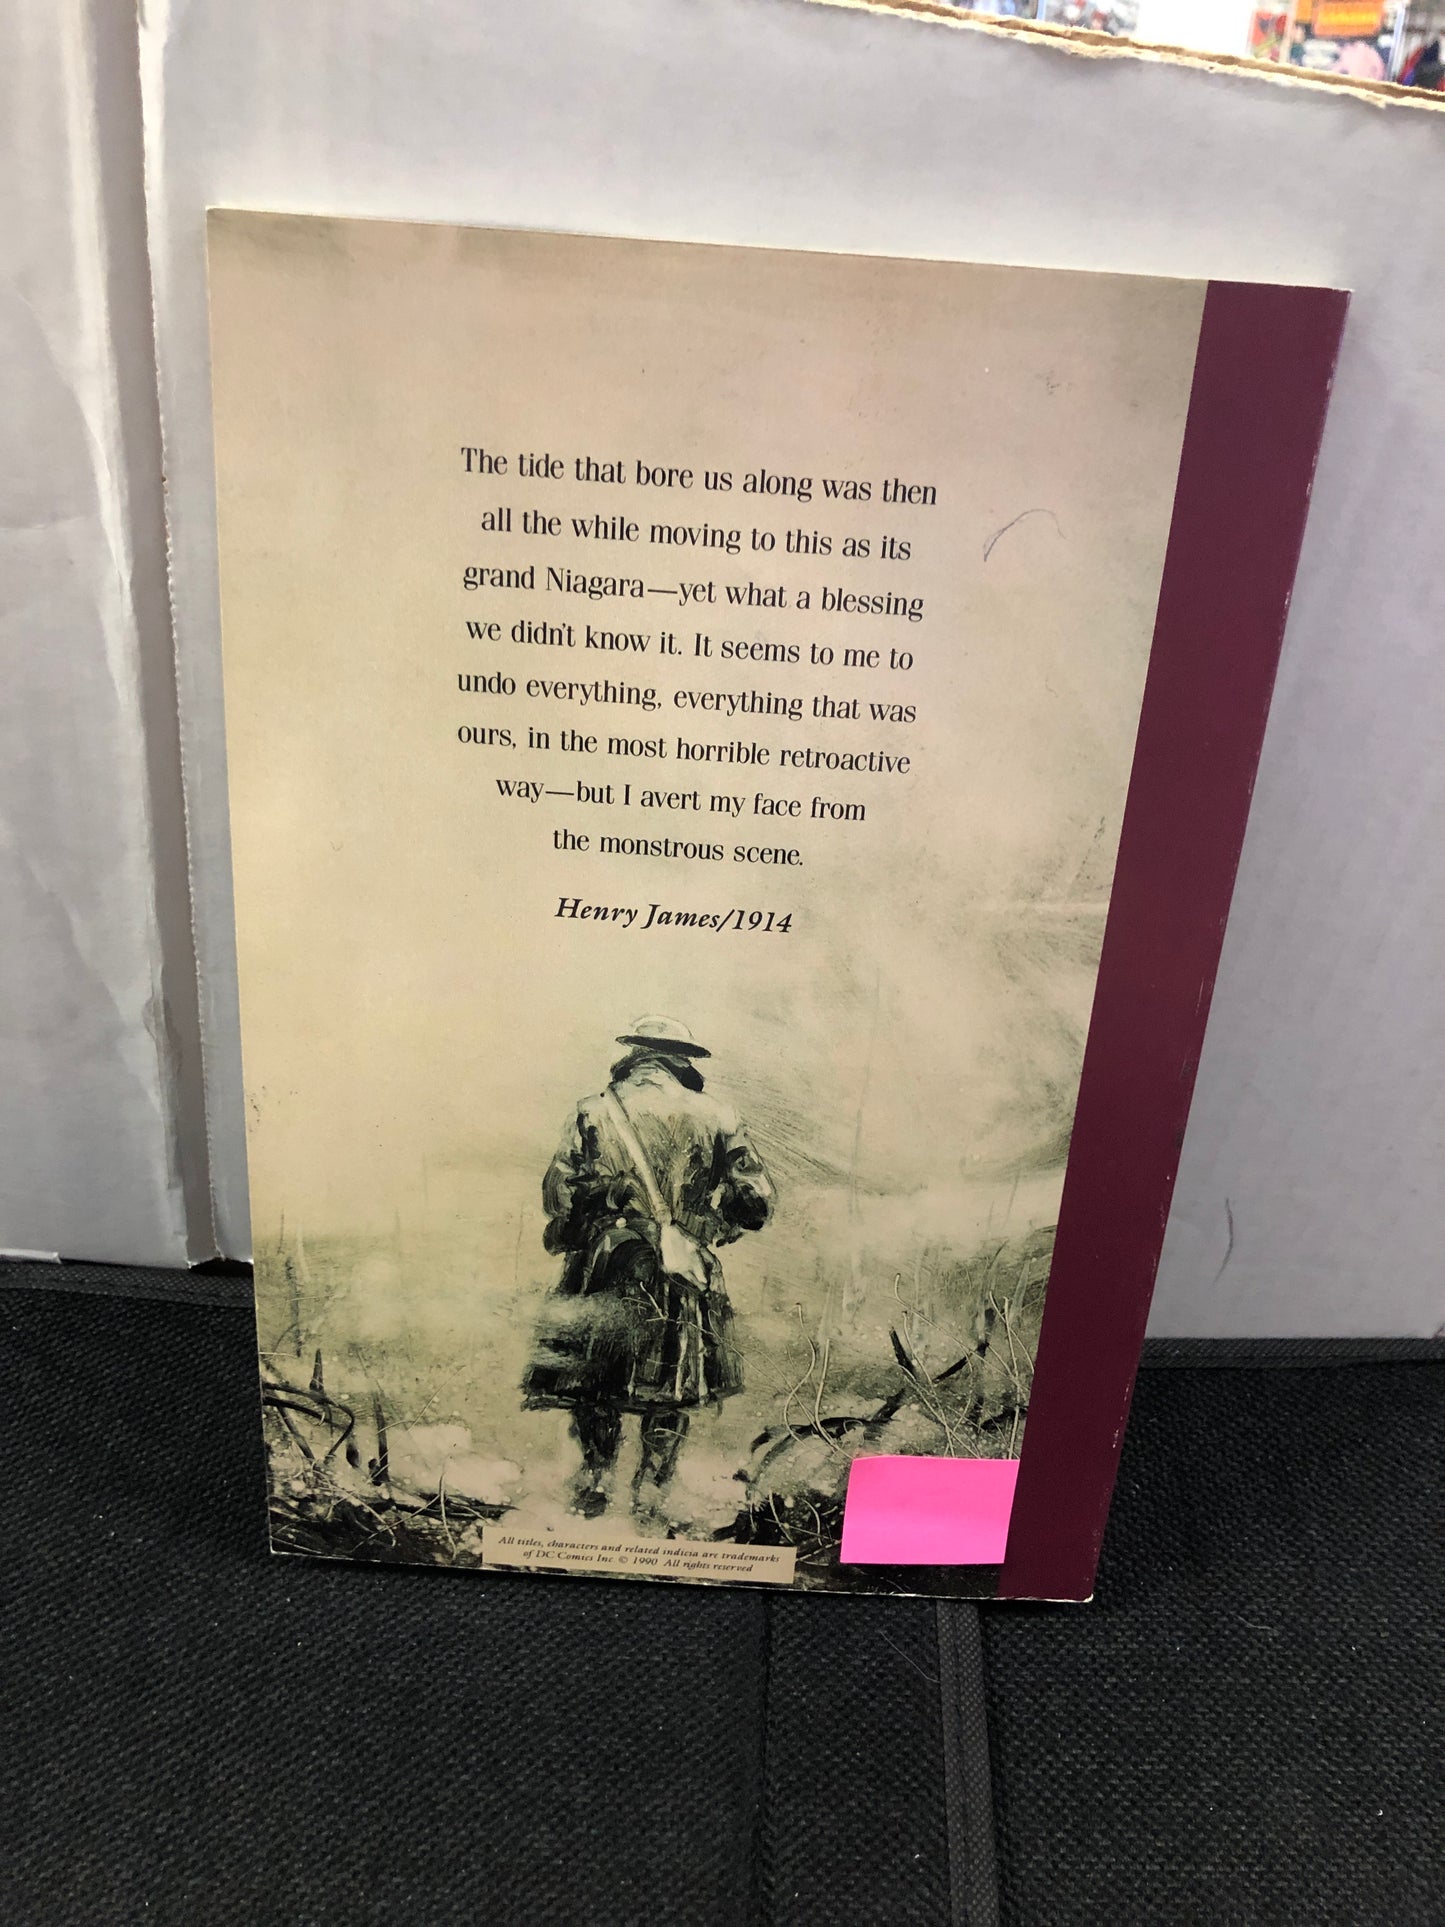 The tide that bore us along was then
all the while moving to this as its
grand Niagara—yet what a blessing
we didn't know it. It seems to me to
undo everything, everything that was
ours, in the most horrible retroactive
way—but I avert my face from
the monstrous scene.
Henry James/1914
All titles, characters and related indicia are trademarks
of DC Comics Inc. © 1990 All rights reserved